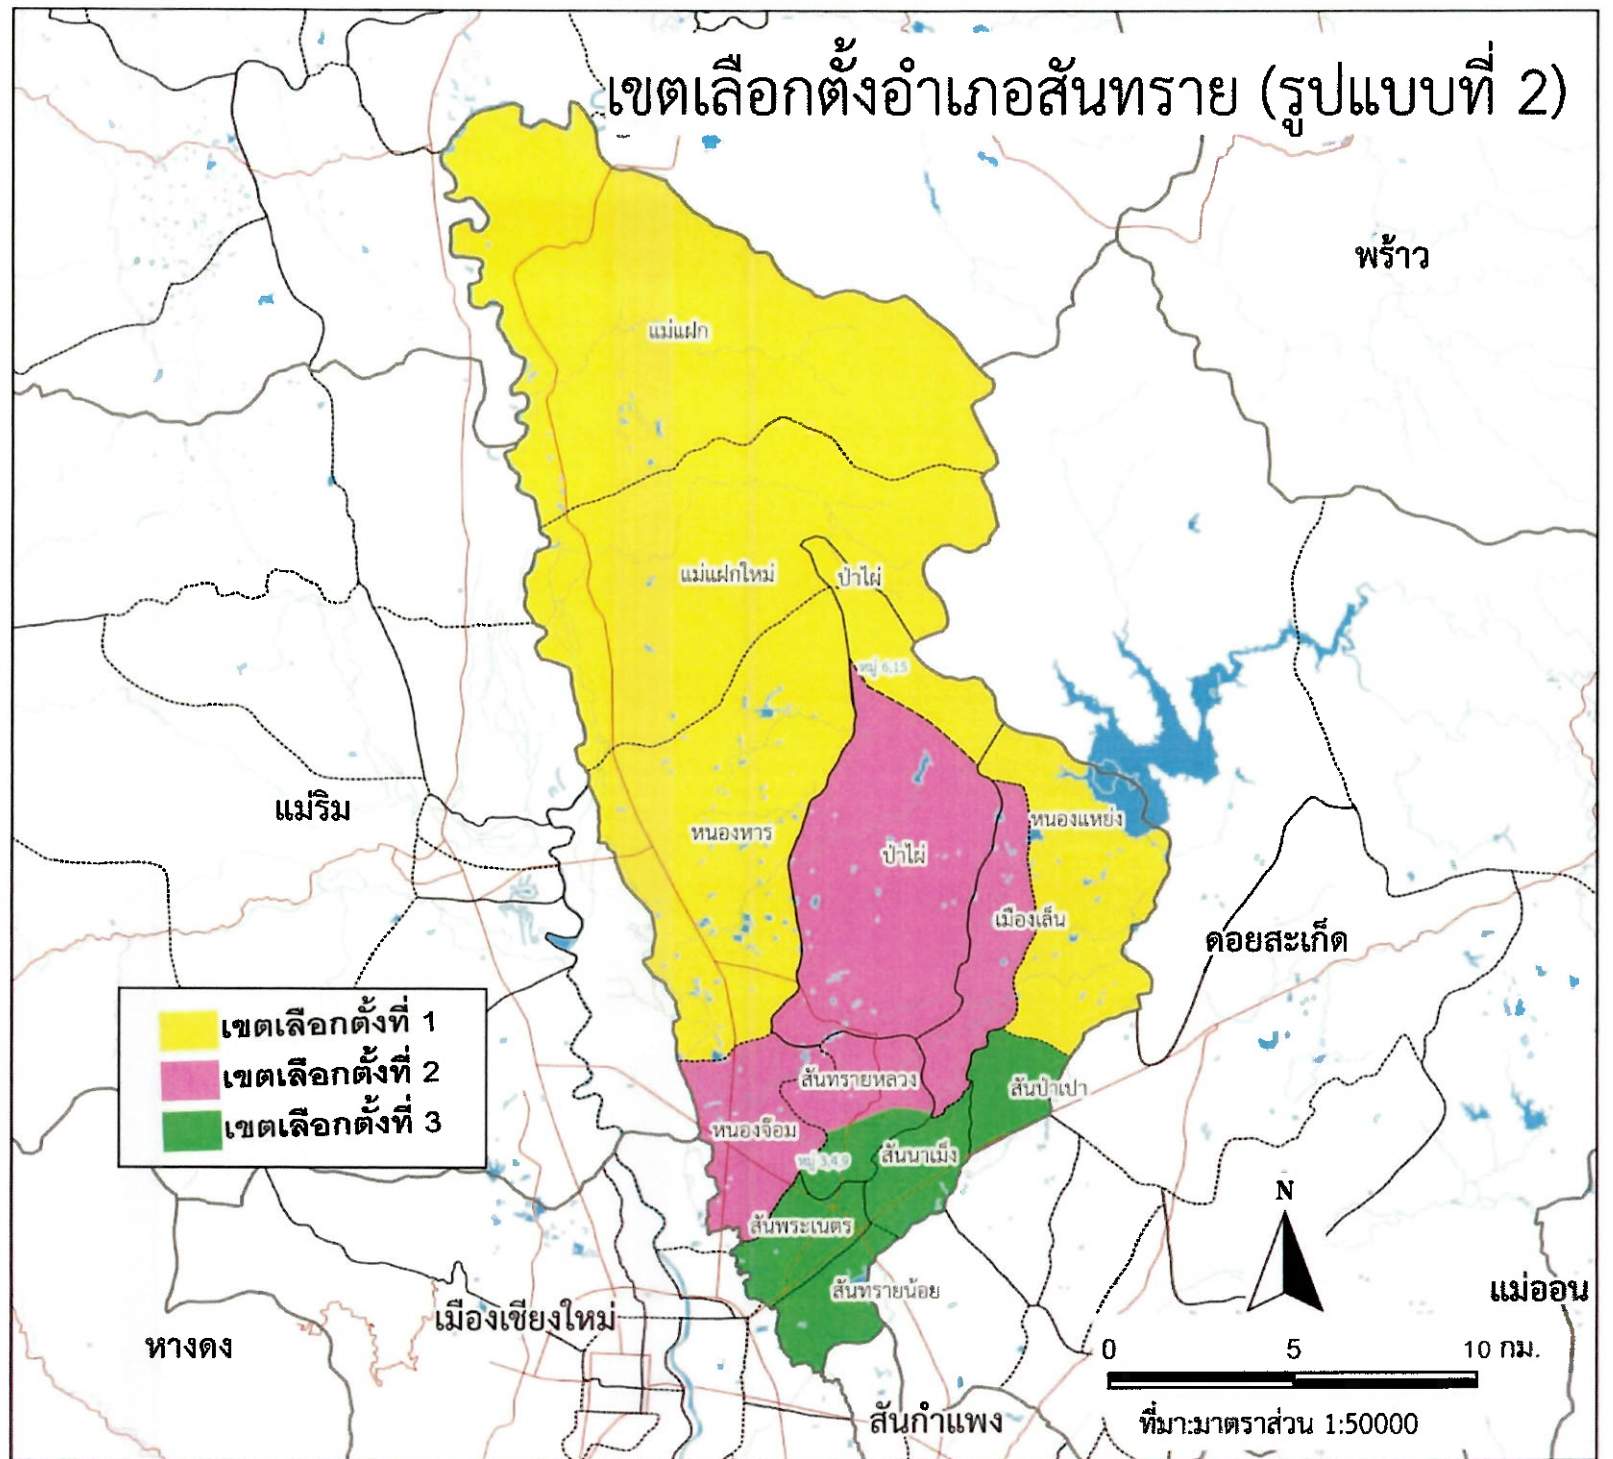 เขตเลือกตั้งอำเภอสันทราย (รูปแบบที่ 2)
พร้าว
แม่แฝก
แม่แฝกใหม่
ป่าไผ่
หมู่ 6,15
แม่ริม
หนองหาร
หนองแหย่ง
ป่าไผ่
เมืองเล็น
ดอยสะเก็ด
เขตเลือกตั้งที่ 1
เขตเลือกตั้งที่ 2
เขตเลือกตั้งที่ 3
สันทรายหลวง
สันป่าเปา
หนองจ๊อม
หมู่ 3,4,9
สันนาเม็ง
สันพระเนตร
N
สันทรายน้อย
แม่ออน
เมืองเชียงใหม่
หางดง
0 5 10 กม.
สันกำแพง
ที่มา:มาตราส่วน 1:50000